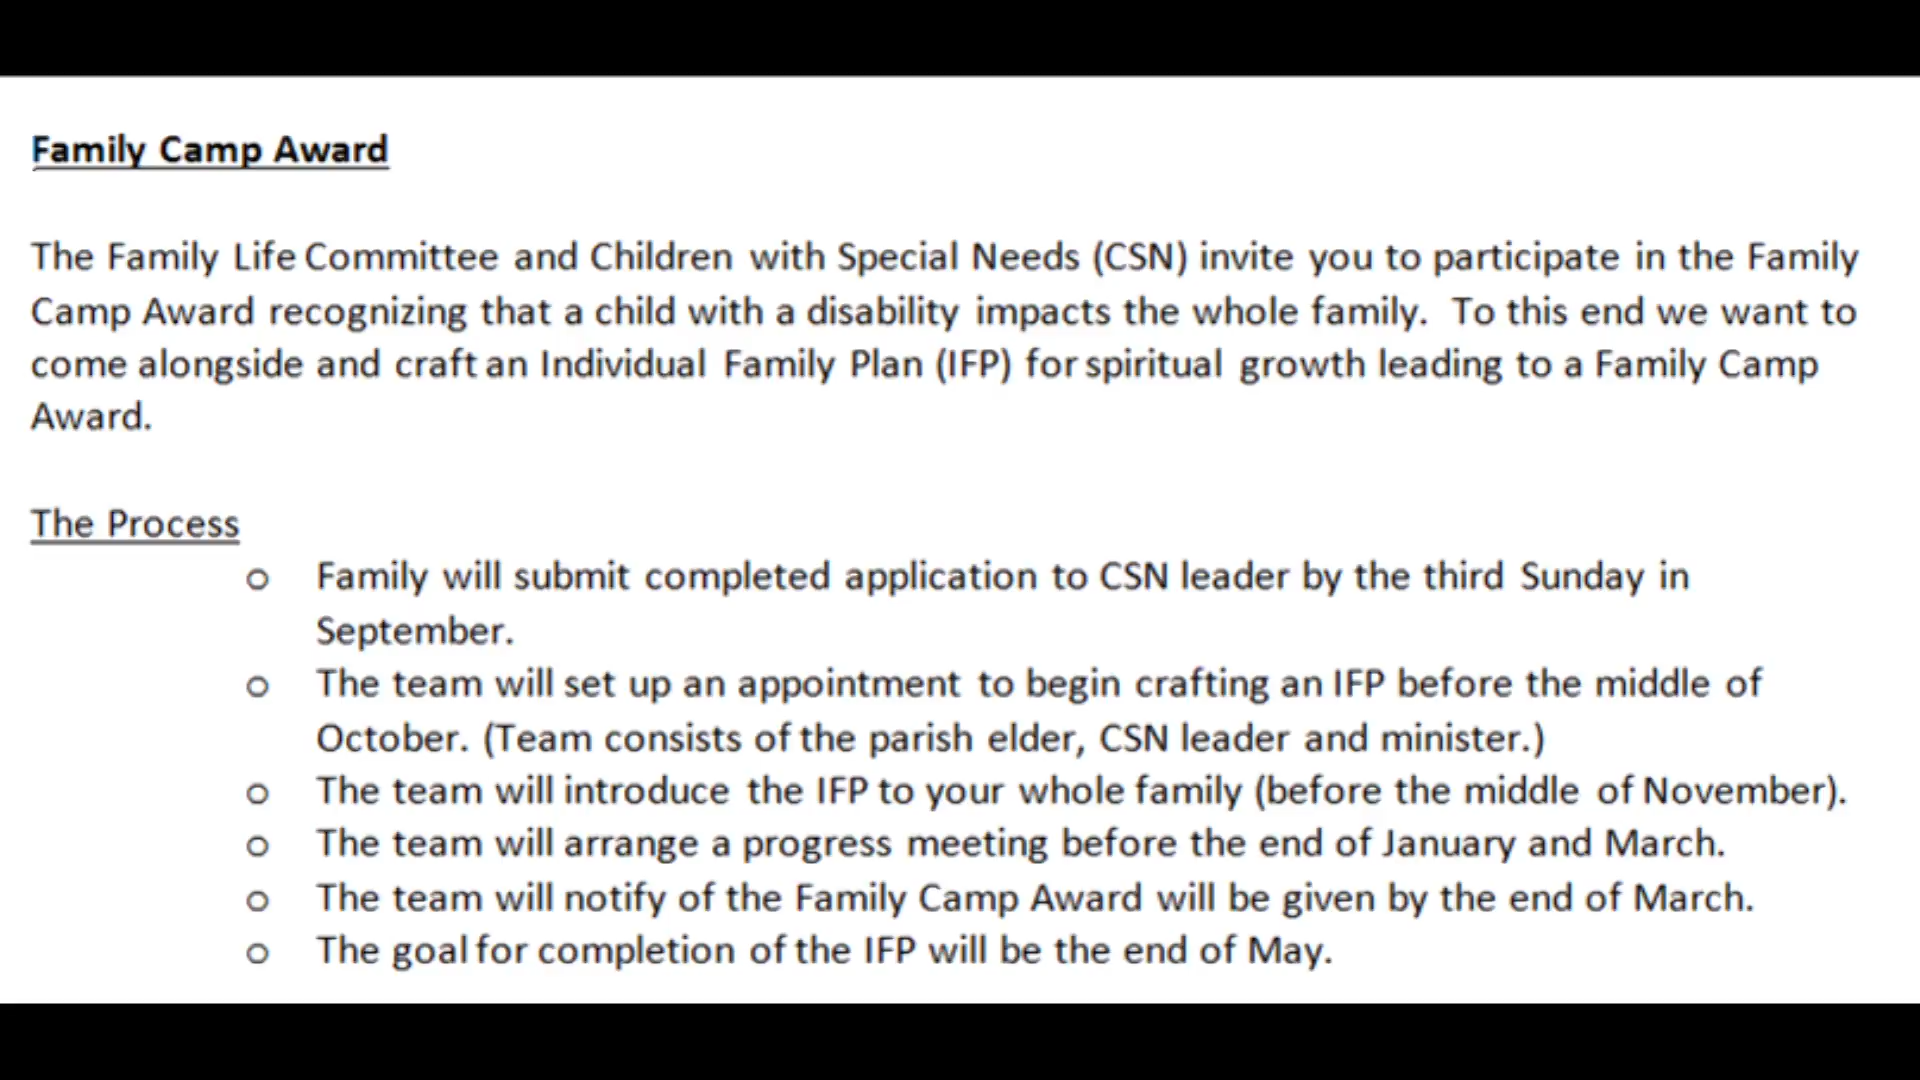 Family Camp Award
The Family Life Committee and Children with Special Needs (CSN) invite you to participate in the Family
Camp Award recognizing that a child with a disability impacts the whole family. To this end we want to
come alongside and craft an Individual Family Plan (IFP) for spiritual growth leading to a Family Camp
Award.
The Process
o Family will submit completed application to CSN leader by the third Sunday in
September.
o The team will set up an appointment to begin crafting an IFP before the middle of
October. (Team consists of the parish elder, CSN leader and minister.)
o The team will introduce the IFP to your whole family (before the middle of November).
o The team will arrange a progress meeting before the end of January and March.
o The team will notify of the Family Camp Award will be given by the end of March.
o The goal for completion of the IFP will be the end of May.